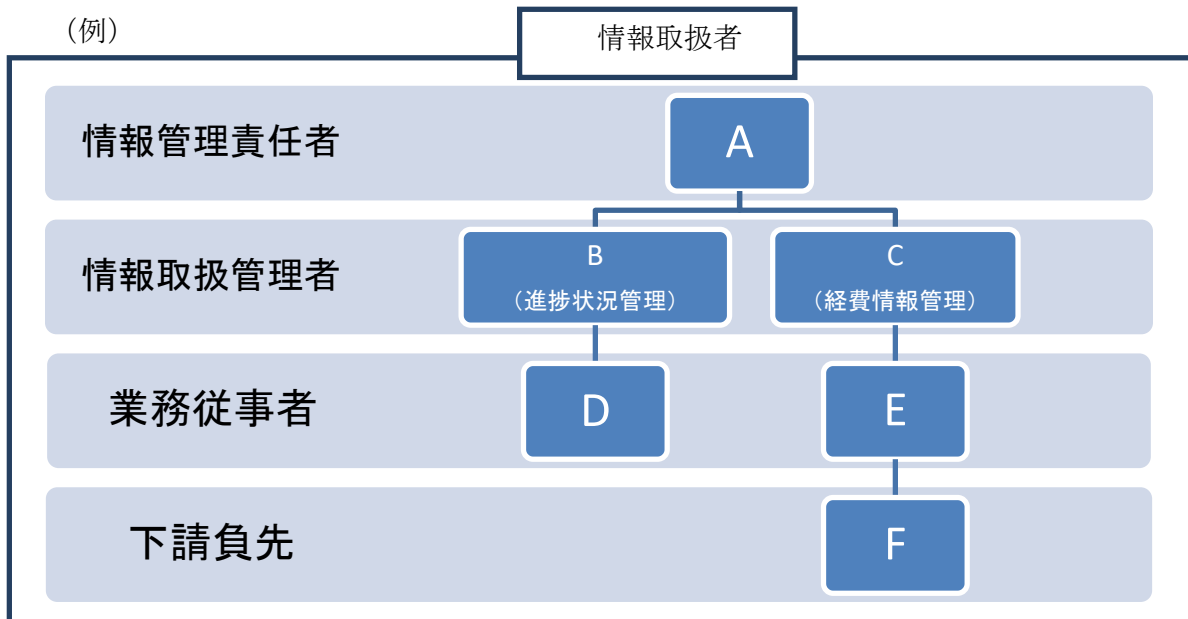 （例）
情報取扱者
情報管理責任者
A
情報取扱管理者
B
（進捗状況管理）
C
（経費情報管理）
業務従事者
D
E
下請負先
F